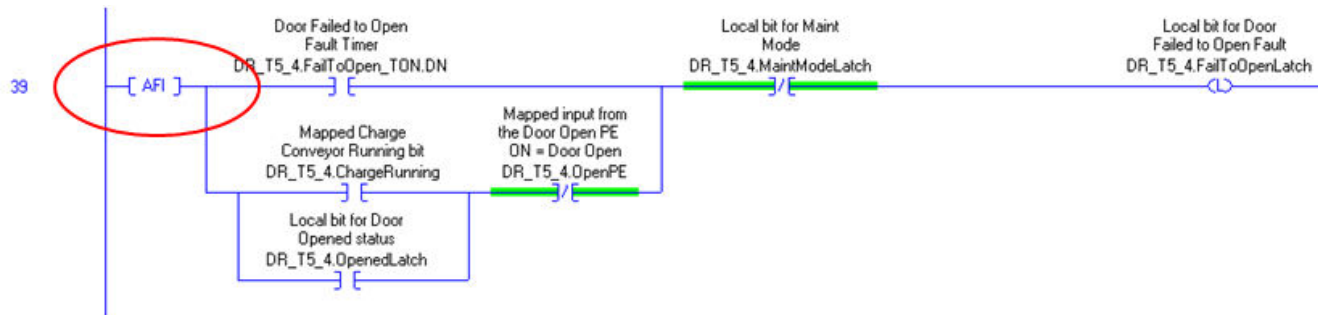 39
AFI
Door Failed to Open
Fault Timer
DR_T5_4.FailToOpen_TON.DN
Local bit for Maint
Mode
DR_T5_4.MaintModeLatch
Local bit for Door
Failed to Open Fault
DR_T5_4.FailToOpenLatch
L
Mapped Charge
Conveyor Running bit
DR_T5_4.ChargeRunning
Mapped input from
the Door Open PE
ON = Door Open
DR_T5_4.OpenPE
Local bit for Door
Opened status
DR_T5_4.OpenedLatch